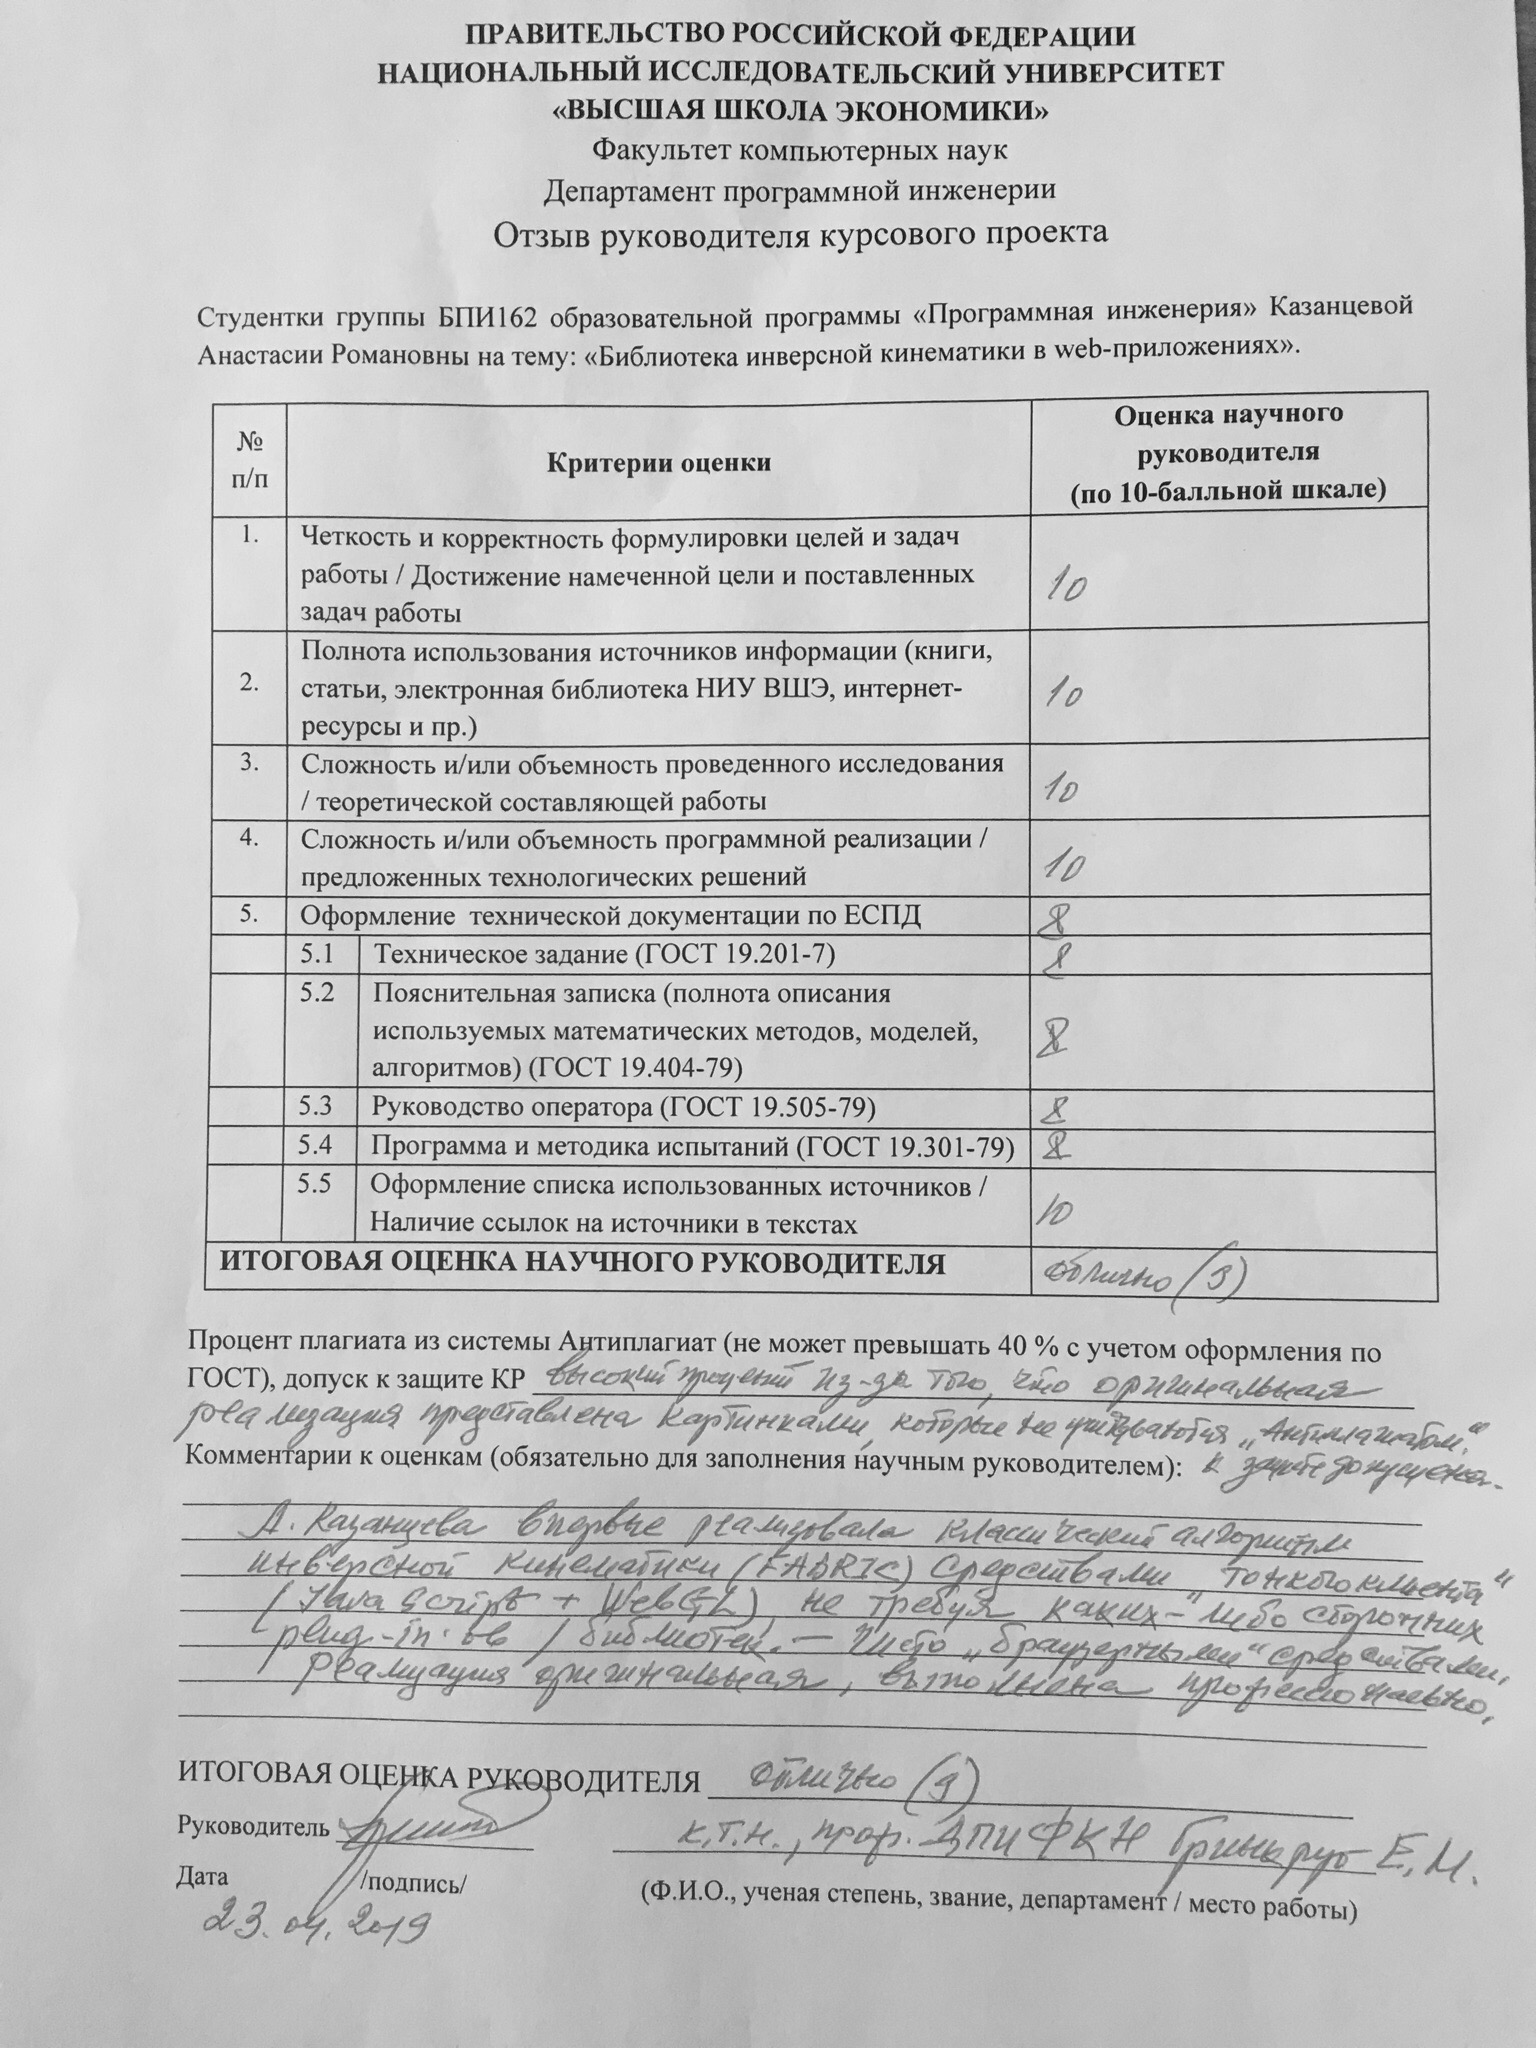 ПРАВИТЕЛЬСТВО РОССИЙСКОЙ ФЕДЕРАЦИИ
НАЦИОНАЛЬНЫЙ ИССЛЕДОВАТЕЛЬСКИЙ УНИВЕРСИТЕТ
«ВЫСШАЯ ШКОЛА ЭКОНОМИКИ»
Факультет компьютерных наук
Департамент программной инженерии
Отзыв руководителя курсового проекта
Студентки группы БПИ162 образовательной программы «Программная инженерия» Казанцевой
Анастасии Романовны на тему: «Библиотека инверсной кинематики в web-приложениях».
№
п/п
Критерии оценки
Оценка научного
руководителя
(по 10-балльной шкале)
1.
Четкость и корректность формулировки целей и задач
работы / Достижение намеченной цели и поставленных
задач работы
10
2.
Полнота использования источников информации (книги,
статьи, электронная библиотека НИУ ВШЭ, интернет-
ресурсы и пр.)
10
3.
Сложность и/или объемность проведенного исследования
/ теоретической составляющей работы
10
4.
Сложность и/или объемность программной реализации /
предложенных технологических решений
10
5. Оформление технической документации по ЕСПД 8
5.1 Техническое задание (ГОСТ 19.201-7) 8
5.2 Пояснительная записка (полнота описания
используемых математических методов, моделей,
алгоритмов) (ГОСТ 19.404-79)
8
5.3 Руководство оператора (ГОСТ 19.505-79) 8
5.4 Программа и методика испытаний (ГОСТ 19.301-79) 8
5.5 Оформление списка использованных источников /
Наличие ссылок на источники в текстах
10
ИТОГОВАЯ ОЦЕНКА НАУЧНОГО РУКОВОДИТЕЛЯ отлично (9)
Процент плагиата из системы Антиплагиат (не может превышать 40 % с учетом оформления по
ГОСТ), допуск к защите КР высокий процент из-за того, что оригинальная
реализация представлена картинками, которые не учитываются „Антиплагиатом."
Комментарии к оценкам (обязательно для заполнения научным руководителем): К защите допущена.
А. Казанцева впервые реализовала классический алгоритм
инверсной кинематики (FABRIK) средствами „тонкого клиента"
(Java Script + WebGL), не требуя каких-либо сторонних
plug-in'ов / библиотек. — Чисто „браузерными" средствами.
Реализация оригинальная, выполнена профессионально.
ИТОГОВАЯ ОЦЕНКА РУКОВОДИТЕЛЯ отлично (9)
Руководитель
к.т.н., проф. ДПИ ФКН Гринкруг Е.М.
Дата /подпись/
(Ф.И.О., ученая степень, звание, департамент / место работы)
23.04.2019